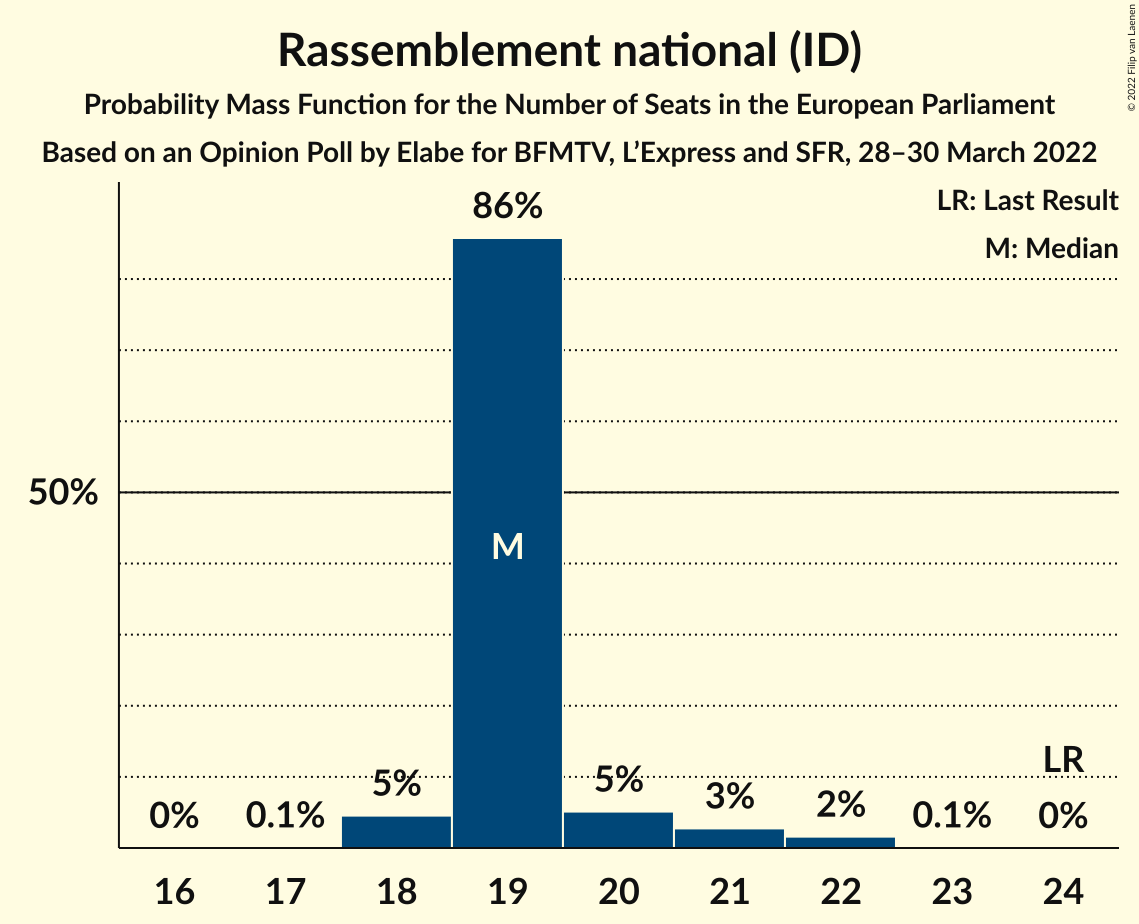 Rassemblement national (ID)
Probability Mass Function for the Number of Seats in the European Parliament
Based on an Opinion Poll by Elabe for BFMTV, L’Express and SFR, 28–30 March 2022
© 2022 Filip van Laenen
LR: Last Result
M: Median
86%
50%
M
LR
0% 0.1% 5% 5% 3% 2% 0.1% 0%
16 17 18 19 20 21 22 23 24